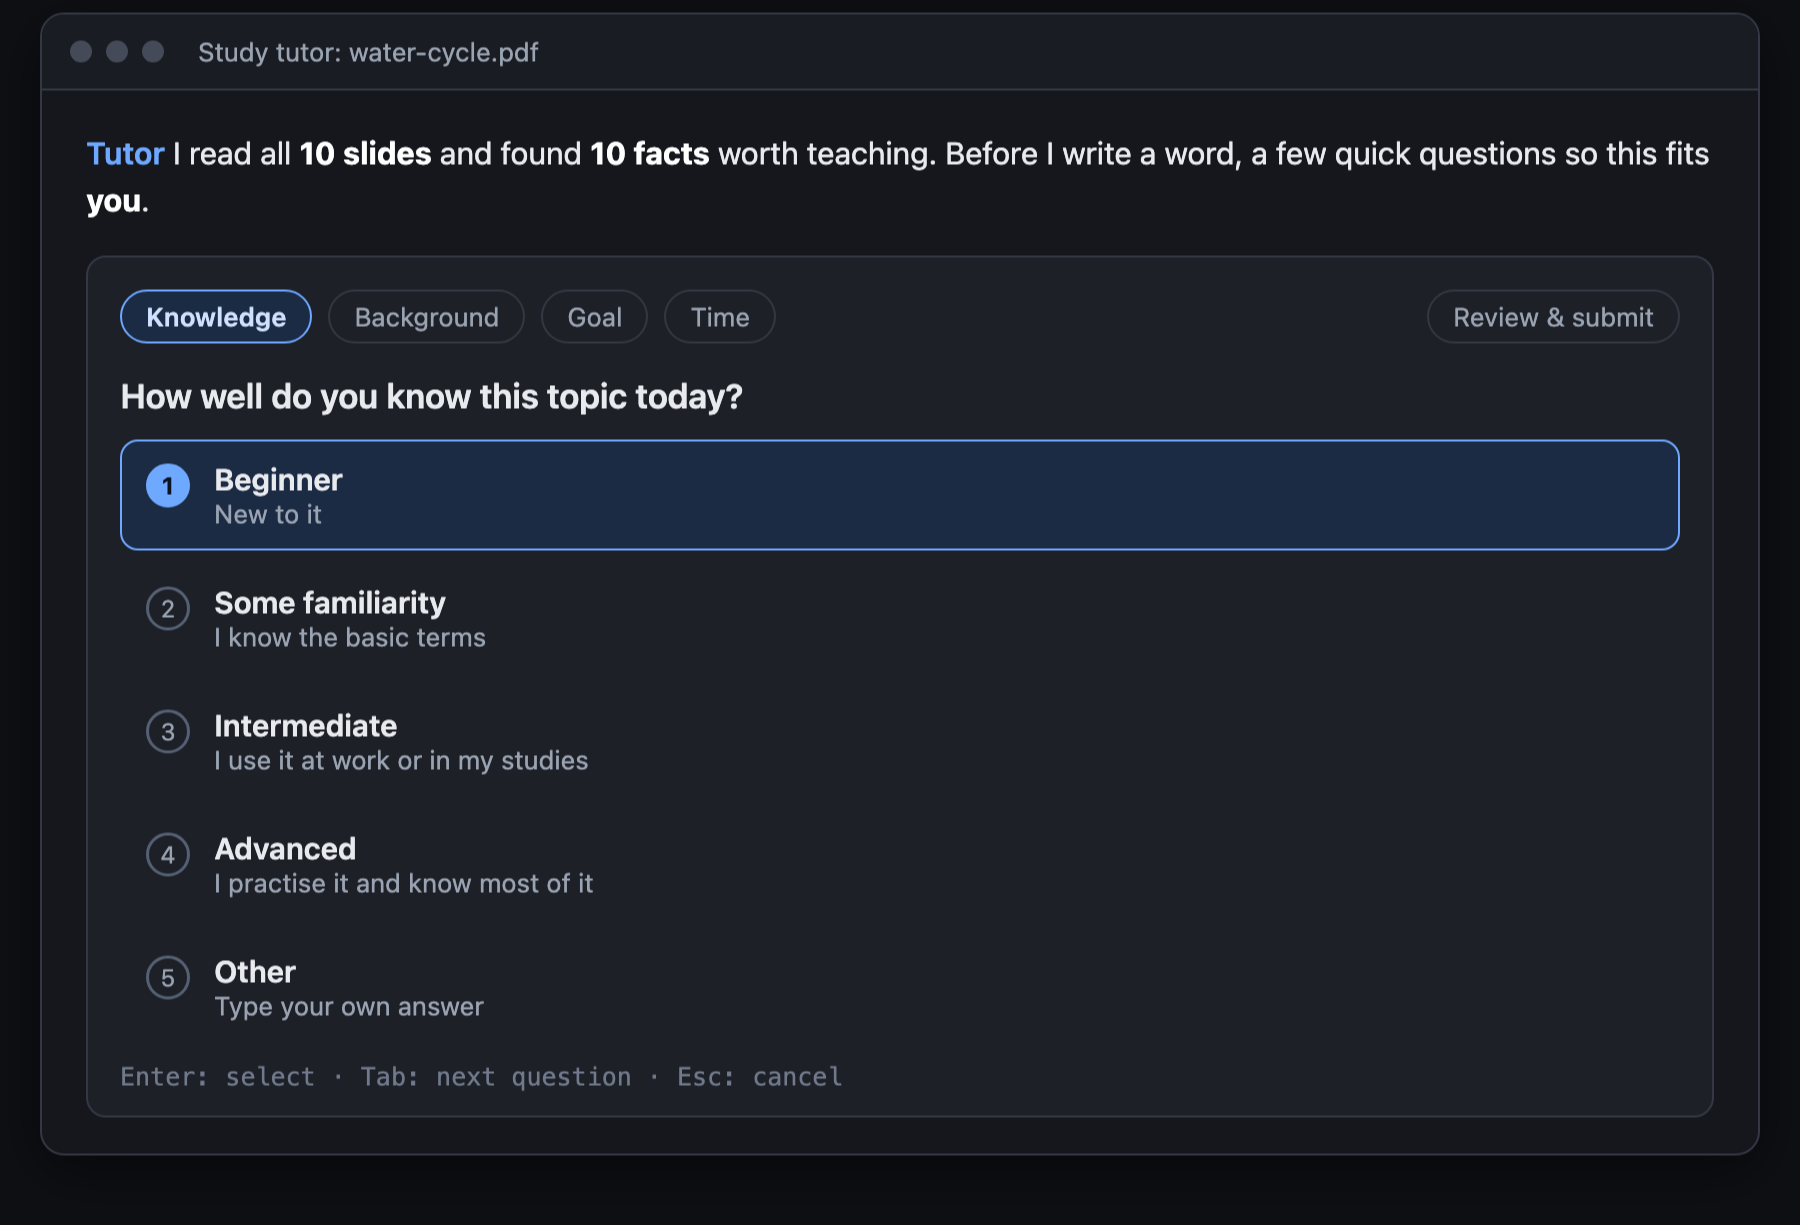 Study tutor: water-cycle.pdf
Tutor I read all 10 slides and found 10 facts worth teaching. Before I write a word, a few quick questions so this fits
you.
Knowledge Background Goal Time Review & submit
How well do you know this topic today?
1 Beginner
New to it
2 Some familiarity
I know the basic terms
3 Intermediate
I use it at work or in my studies
4 Advanced
I practise it and know most of it
5 Other
Type your own answer
Enter: select · Tab: next question · Esc: cancel